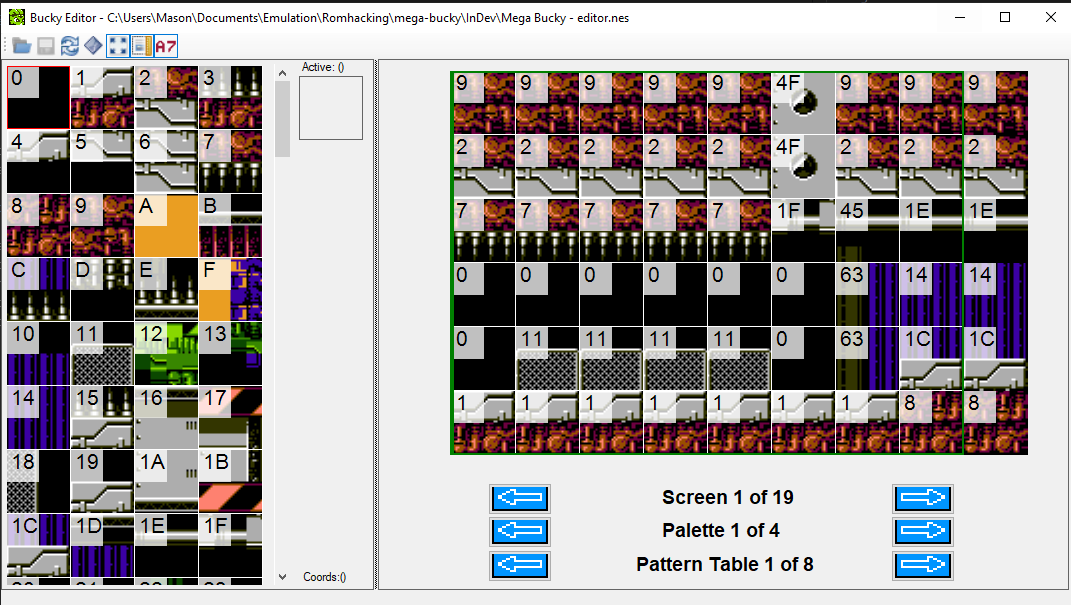 Bucky Editor - C:\Users\Mason\Documents\Emulation\Romhacking\mega-bucky\InDev\Mega Bucky - editor.nes
A7
Active: ()
0 1 2 3
4 5 6 7
8 9 A B
C D E F
10 11 12 13
14 15 16 17
18 19 1A 1B
1C 1D 1E 1F
9 9 9 9 9 4F 9 9 9
2 2 2 2 2 4F 2 2 2
7 7 7 7 7 1F 45 1E 1E
0 0 0 0 0 0 63 14 14
0 11 11 11 11 0 63 1C 1C
1 1 1 1 1 1 1 8 8
Coords:()
Screen 1 of 19
Palette 1 of 4
Pattern Table 1 of 8